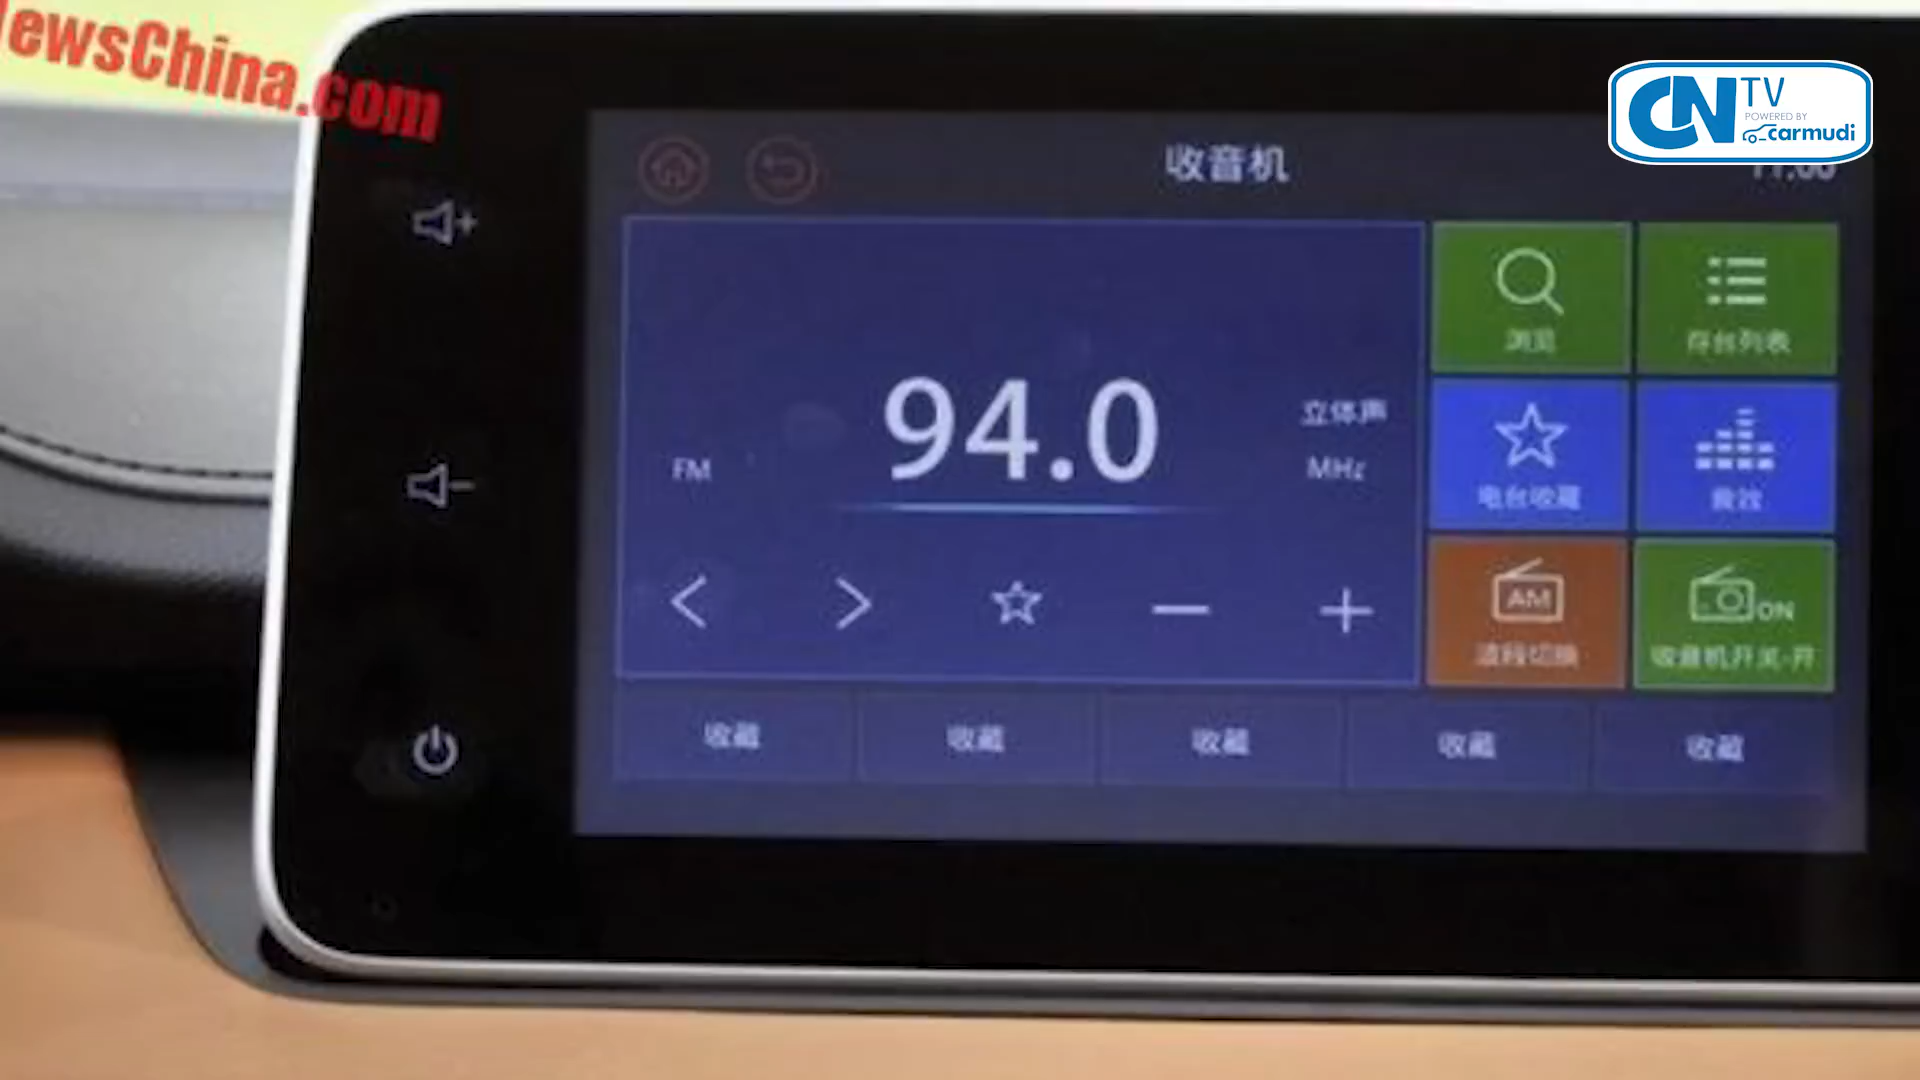 ewsChina.com
CN TV
POWERED BY
carmudi
收音机
浏览
存台列表
94.0
立体声
FM
MHz
电台收藏
音效
AM
ON
波段切换
收音机开关-开
收藏
收藏
收藏
收藏
收藏